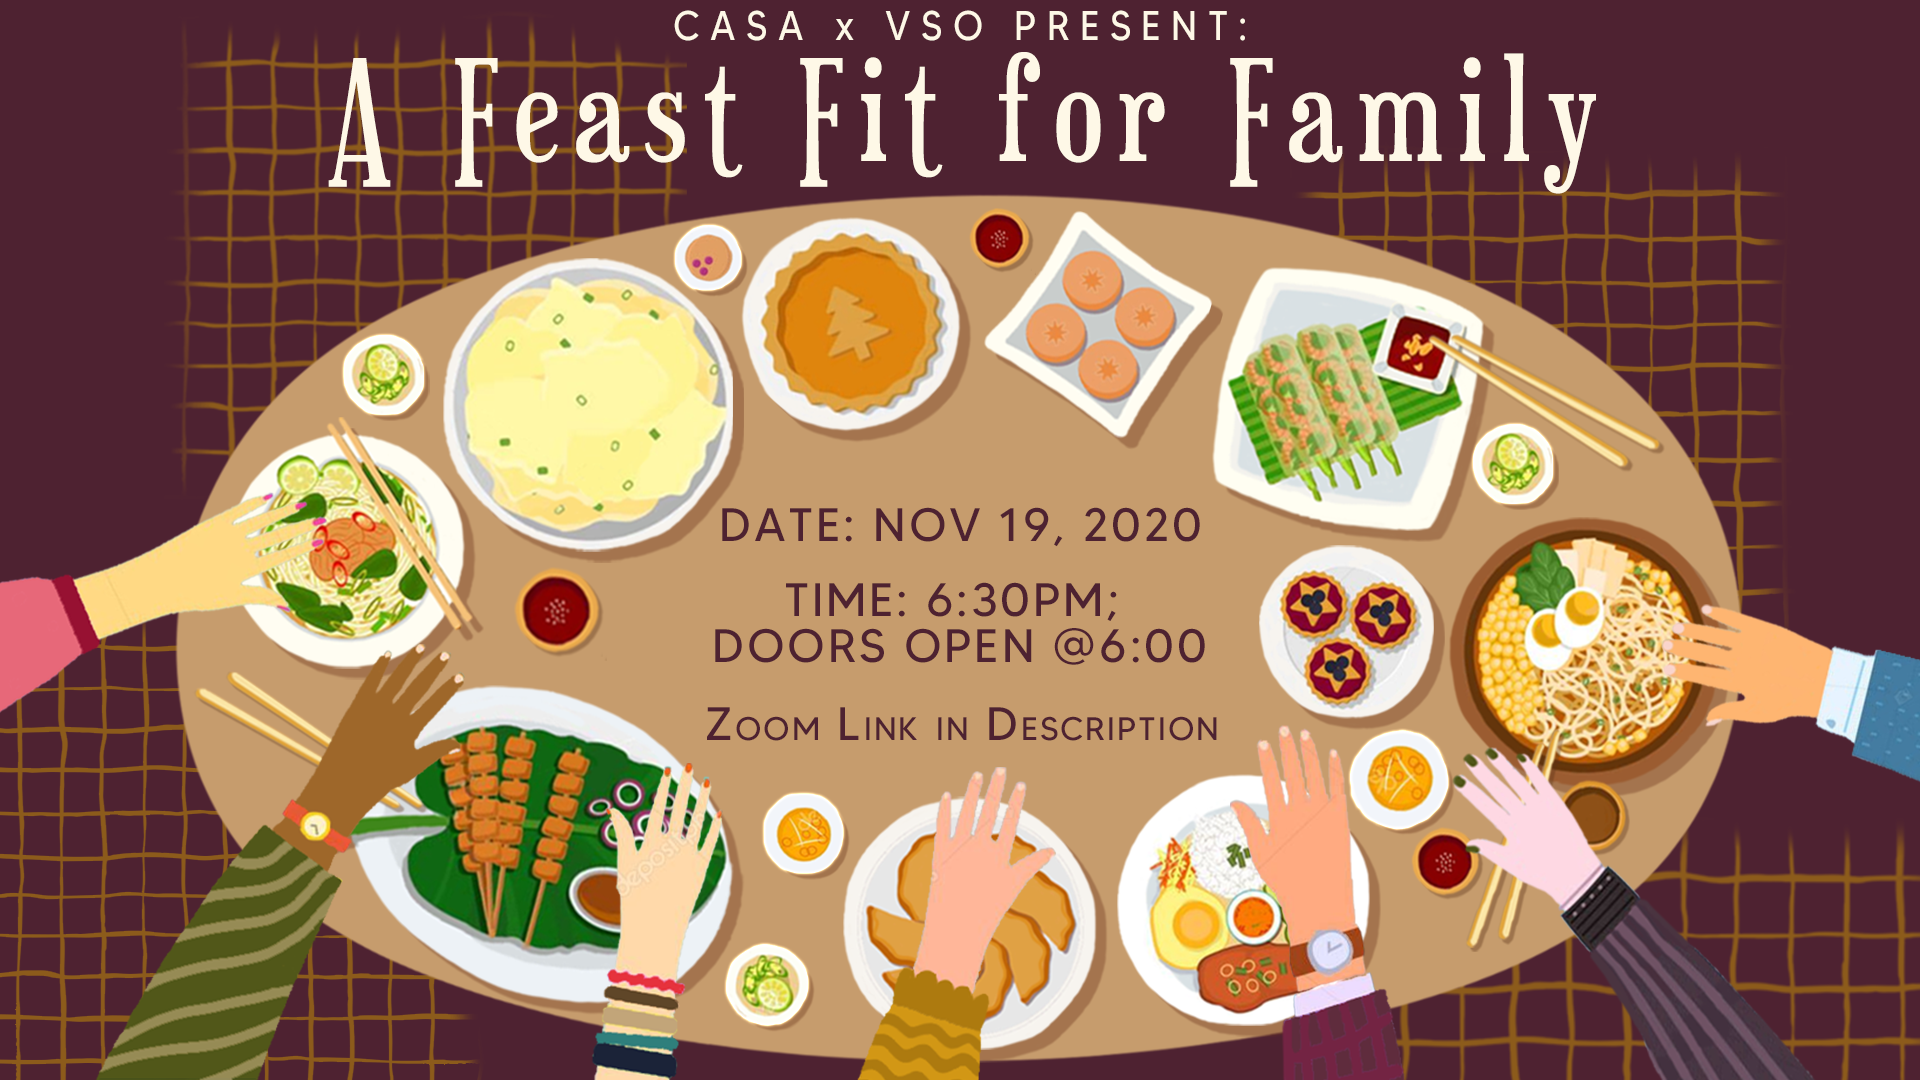 CASA x VSO PRESENT:
A Feast Fit for Family
DATE: NOV 19, 2020
TIME: 6:30PM;
DOORS OPEN @6:00
Zoom Link in Description